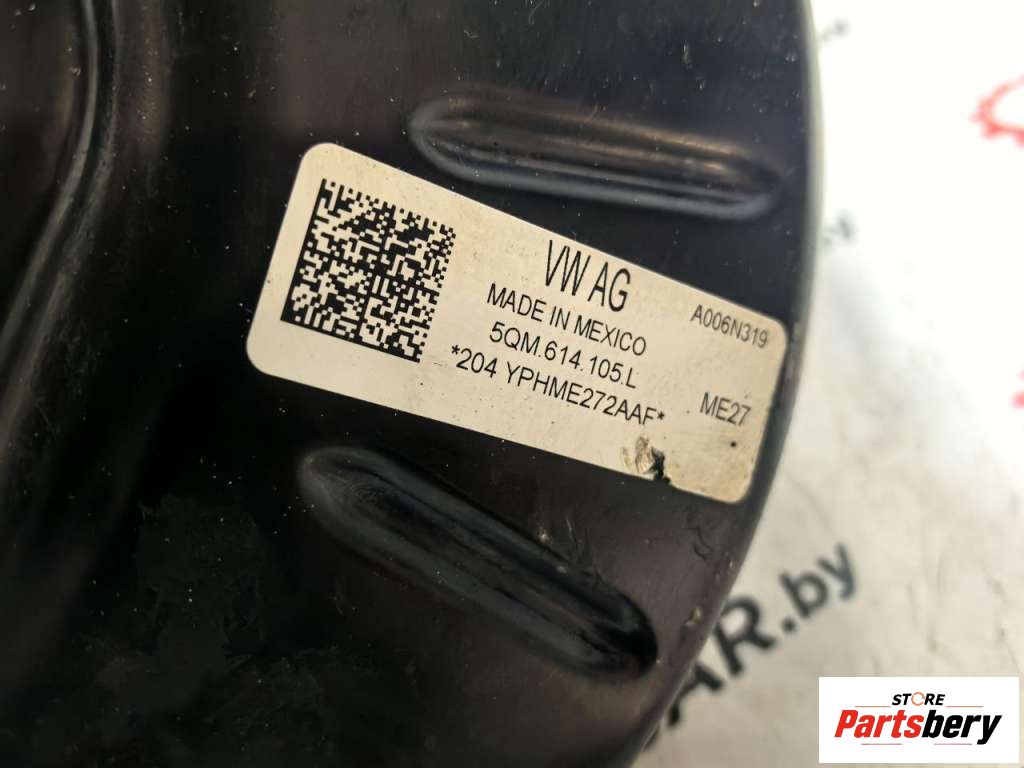 VW AG
MADE IN MEXICO
5QM.614.105.L
*204 YPHME272AAF*
A006N319
ME27
AR.by
STORE
Partsbery